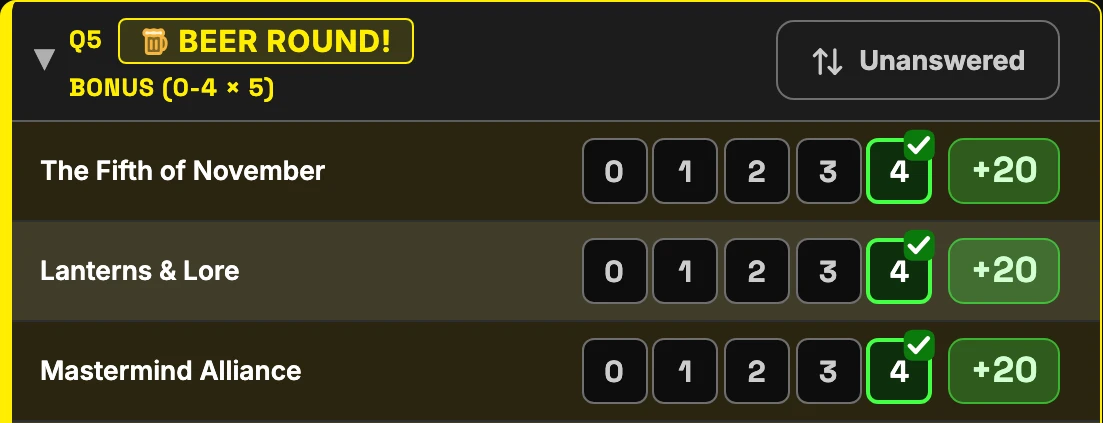 Q5 🍺 BEER ROUND!
BONUS (0-4 × 5)
Unanswered
The Fifth of November 0 1 2 3 4 +20
Lanterns & Lore 0 1 2 3 4 +20
Mastermind Alliance 0 1 2 3 4 +20